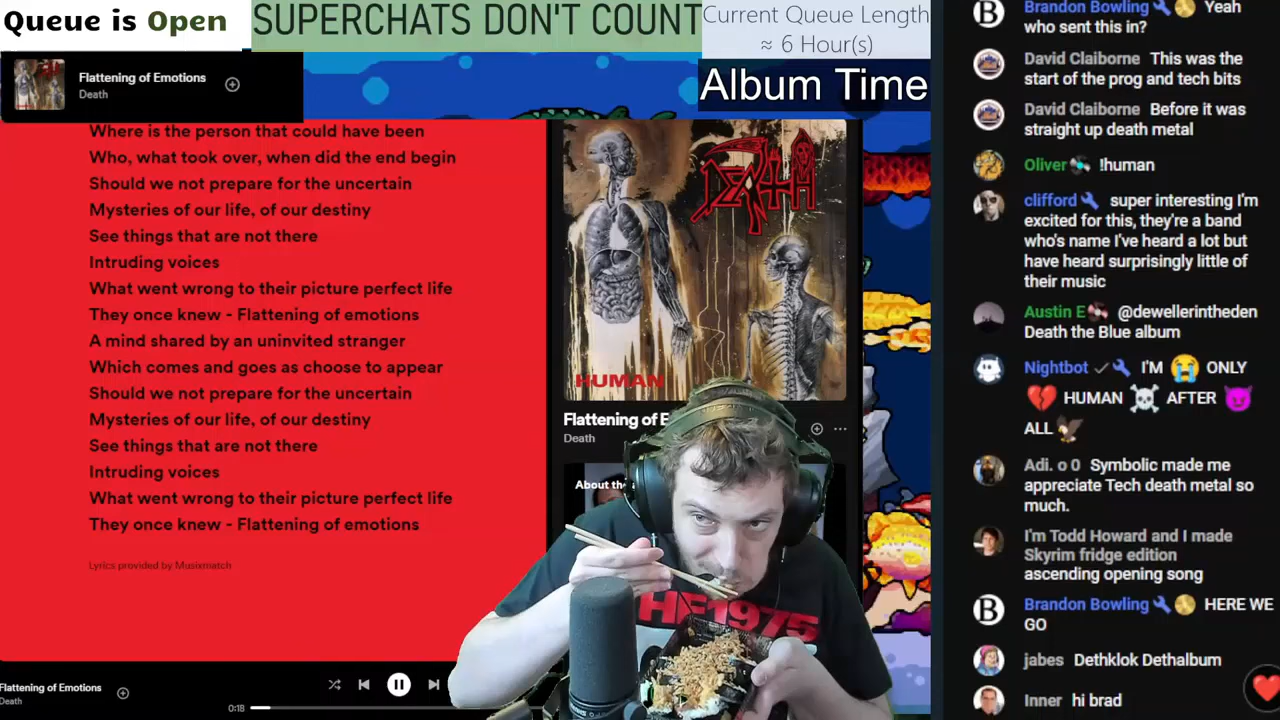 Queue is Open
SUPERCHATS DON'T COUNT
Current Queue Length
≈ 6 Hour(s)
Album Time
Flattening of Emotions
Death
Where is the person that could have been
Who, what took over, when did the end begin
Should we not prepare for the uncertain
Mysteries of our life, of our destiny
See things that are not there
Intruding voices
What went wrong to their picture perfect life
They once knew - Flattening of emotions
A mind shared by an uninvited stranger
Which comes and goes as choose to appear
Should we not prepare for the uncertain
Mysteries of our life, of our destiny
See things that are not there
Intruding voices
What went wrong to their picture perfect life
They once knew - Flattening of emotions
Lyrics provided by Musixmatch
DEATH
HUMAN
Flattening of E
Death
About the
HF1975
Flattening of Emotions
Death
0:18
Brandon Bowling Yeah
who sent this in?
David Claiborne This was the
start of the prog and tech bits
David Claiborne Before it was
straight up death metal
Oliver !human
clifford super interesting I'm
excited for this, they're a band
who's name I've heard a lot but
have heard surprisingly little of
their music
Austin E @dewellerintheden
Death the Blue album
Nightbot I'M 😭 ONLY
💔 HUMAN ☠️ AFTER 😈
ALL 🦅
Adi. o 0 Symbolic made me
appreciate Tech death metal so
much.
I'm Todd Howard and I made
Skyrim fridge edition
ascending opening song
Brandon Bowling HERE WE
GO
jabes Dethklok Dethalbum
Inner hi brad